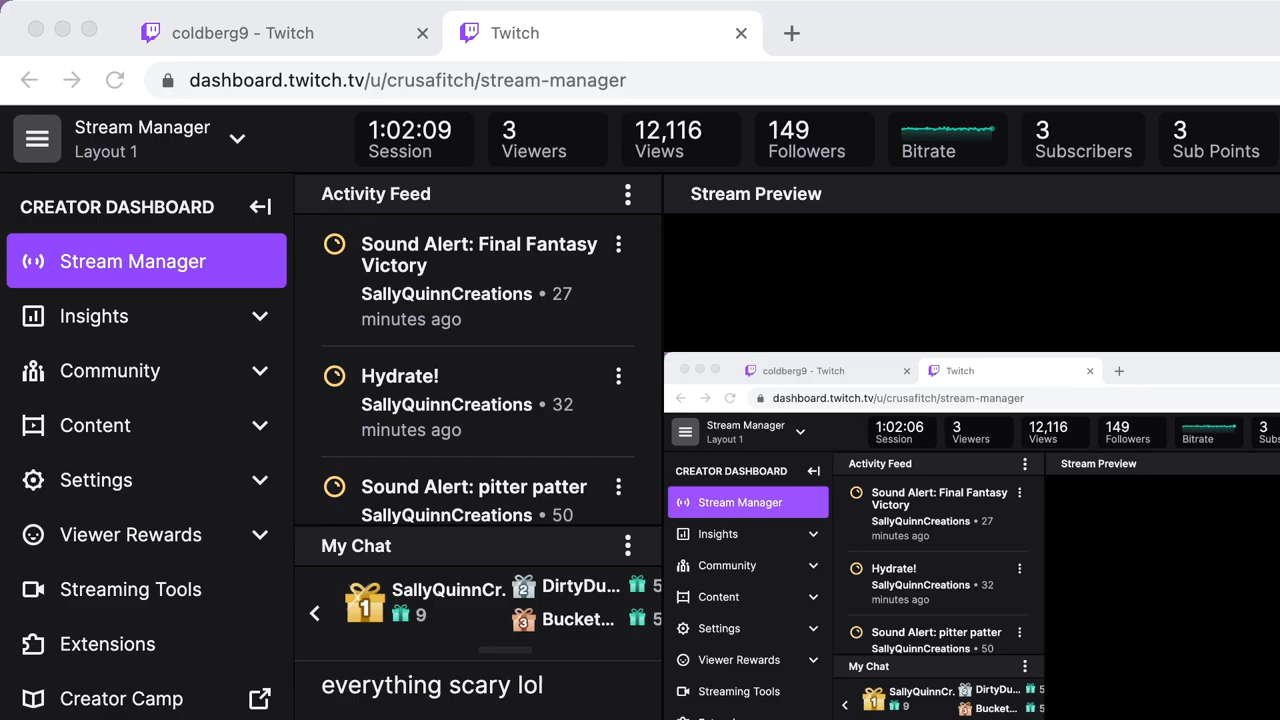 coldberg9 - Twitch
Twitch
dashboard.twitch.tv/u/crusafitch/stream-manager
Stream Manager
Layout 1
1:02:09
Session
3
Viewers
12,116
Views
149
Followers
Bitrate
3
Subscribers
3
Sub Points
CREATOR DASHBOARD
Stream Manager
Insights
Community
Content
Settings
Viewer Rewards
Streaming Tools
Extensions
Creator Camp
Activity Feed
Sound Alert: Final Fantasy
Victory
SallyQuinnCreations • 27
minutes ago
Hydrate!
SallyQuinnCreations • 32
minutes ago
Sound Alert: pitter patter
SallyQuinnCreations • 50
My Chat
1
SallyQuinnCr.
9
2
DirtyDu...
5
3
Bucket...
5
everything scary lol
Stream Preview
coldberg9 - Twitch
Twitch
dashboard.twitch.tv/u/crusafitch/stream-manager
Stream Manager
Layout 1
1:02:06
Session
3
Viewers
12,116
Views
149
Followers
Bitrate
3
Subs
CREATOR DASHBOARD
Stream Manager
Insights
Community
Content
Settings
Viewer Rewards
Streaming Tools
Activity Feed
Sound Alert: Final Fantasy
Victory
SallyQuinnCreations • 27
minutes ago
Hydrate!
SallyQuinnCreations • 32
minutes ago
Sound Alert: pitter patter
SallyQuinnCreations • 50
My Chat
1
SallyQuinnCr.
9
2
DirtyDu...
5
3
Bucket...
5
Stream Preview